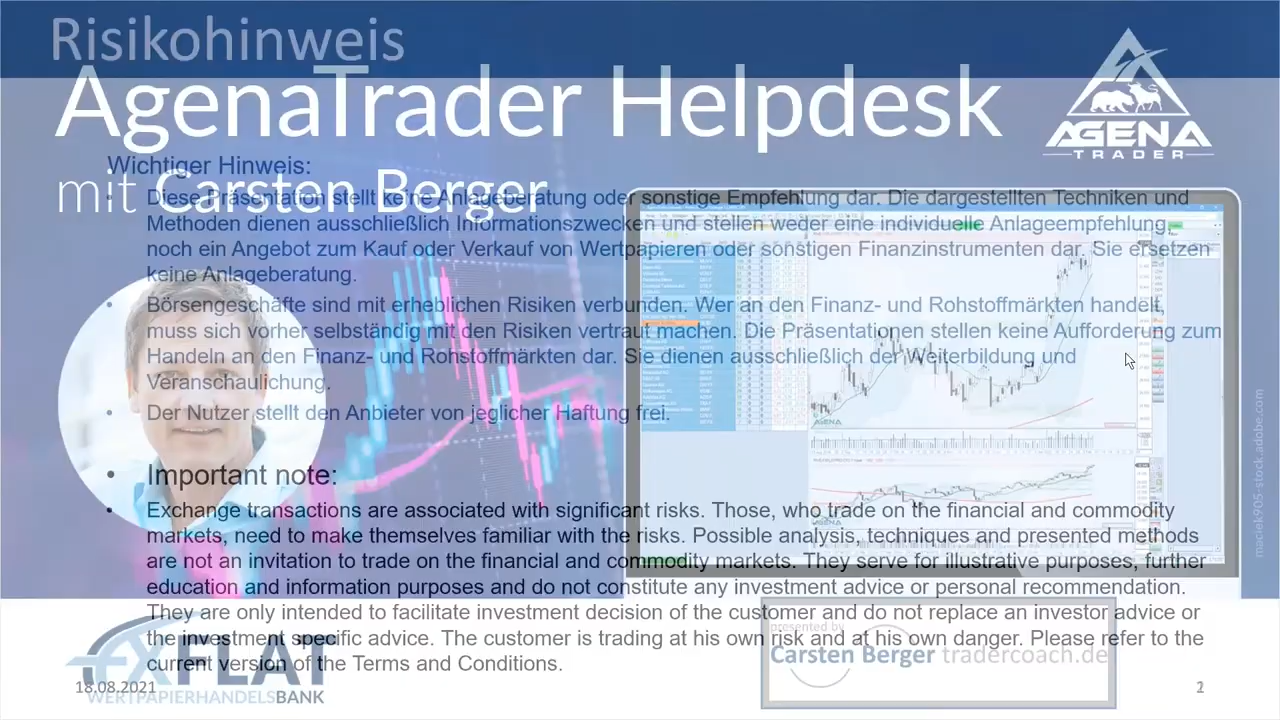 Risikohinweis
AgenaTrader Helpdesk
mit Carsten Berger
AGENA
TRADER
Wichtiger Hinweis:
• Diese Präsentation stellt keine Anlageberatung oder sonstige Empfehlung dar. Die dargestellten Techniken und
Methoden dienen ausschließlich Informationszwecken und stellen weder eine individuelle Anlageempfehlung
noch ein Angebot zum Kauf oder Verkauf von Wertpapieren oder sonstigen Finanzinstrumenten dar. Sie ersetzen
keine Anlageberatung.
• Börsengeschäfte sind mit erheblichen Risiken verbunden. Wer an den Finanz- und Rohstoffmärkten handelt,
muss sich vorher selbständig mit den Risiken vertraut machen. Die Präsentationen stellen keine Aufforderung zum
Handeln an den Finanz- und Rohstoffmärkten dar. Sie dienen ausschließlich der Weiterbildung und
Veranschaulichung.
• Der Nutzer stellt den Anbieter von jeglicher Haftung frei.
• Important note:
• Exchange transactions are associated with significant risks. Those, who trade on the financial and commodity
markets, need to make themselves familiar with the risks. Possible analysis, techniques and presented methods
are not an invitation to trade on the financial and commodity markets. They serve for illustrative purposes, further
education and information purposes and do not constitute any investment advice or personal recommendation.
They are only intended to facilitate investment decision of the customer and do not replace an investor advice or
the investment specific advice. The customer is trading at his own risk and at his own danger. Please refer to the
current version of the Terms and Conditions.
maciek905-stock.adobe.com
FXFLAT
WERTPAPIERHANDELSBANK
presented by
Carsten Berger tradercoach.de
18.08.2021